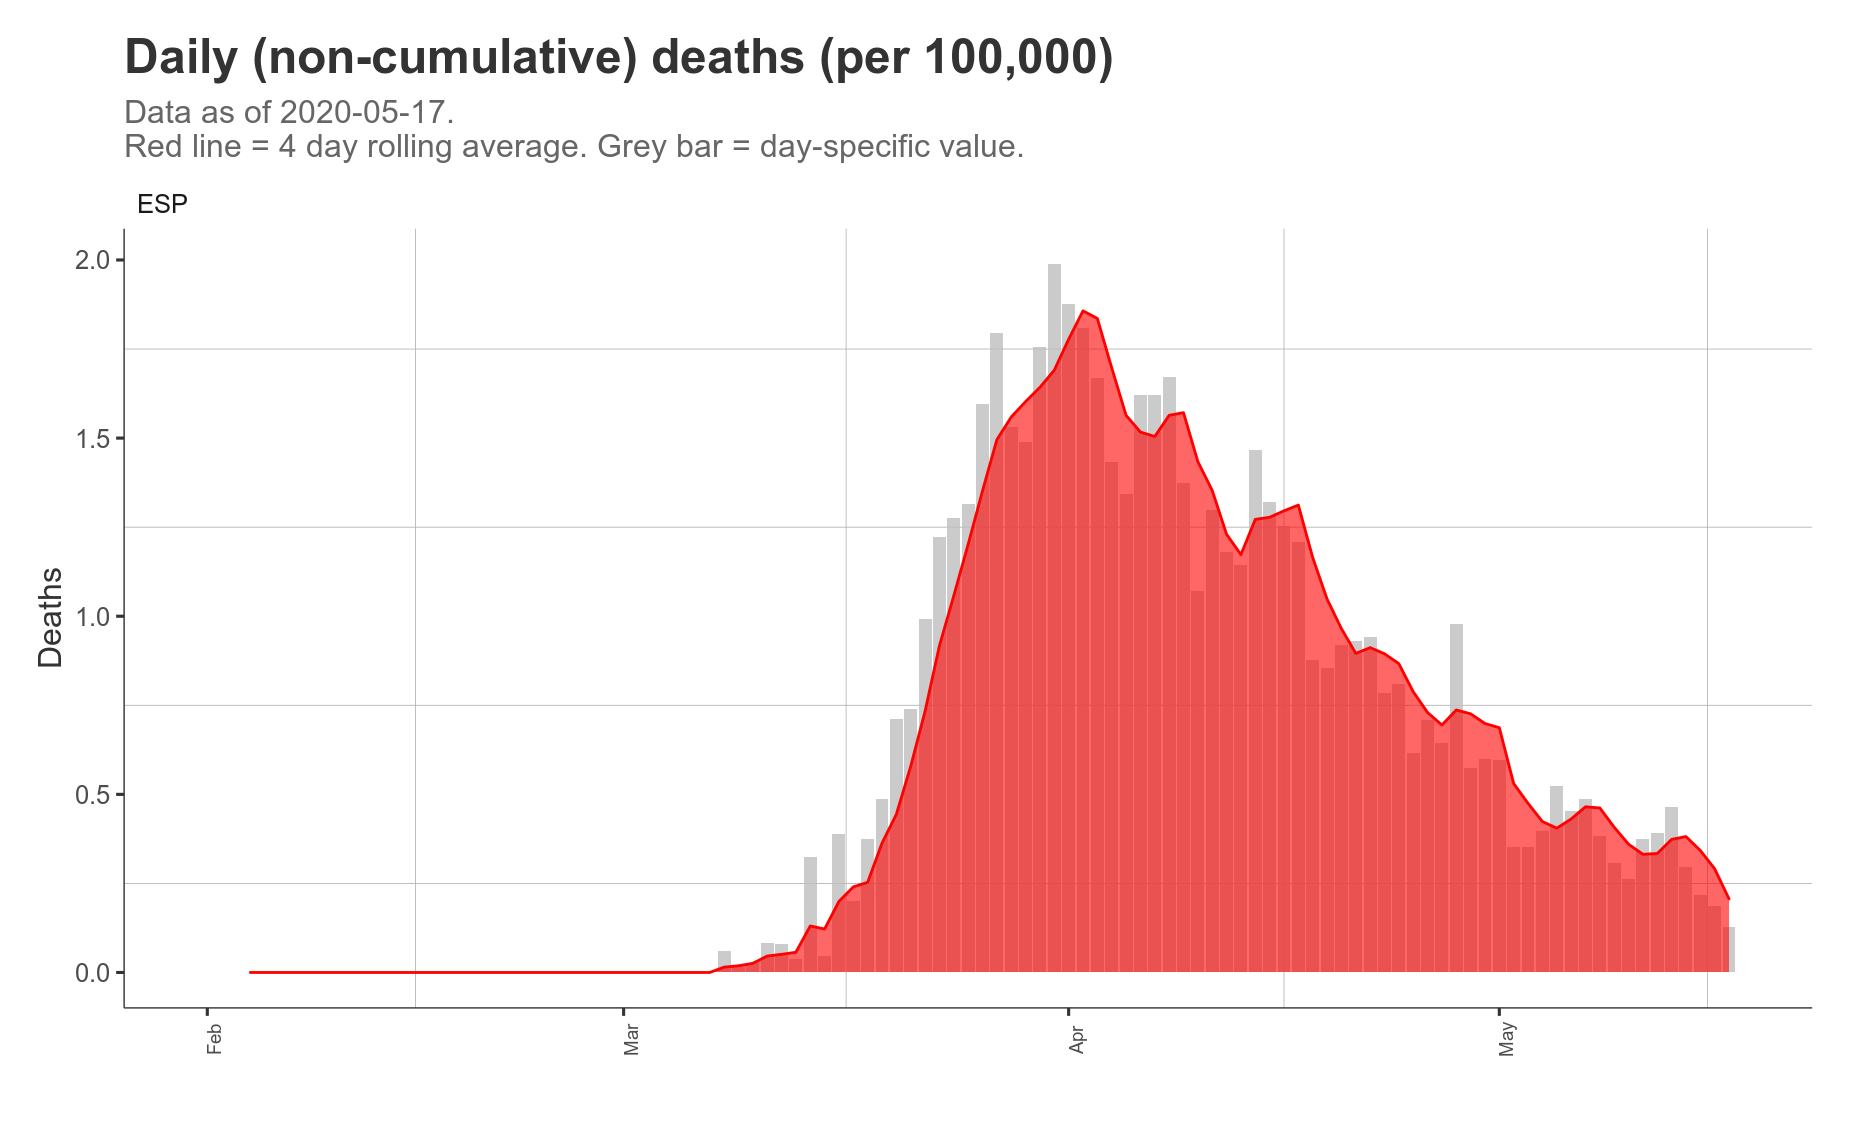 Daily (non-cumulative) deaths (per 100,000)
Data as of 2020-05-17.
Red line = 4 day rolling average. Grey bar = day-specific value.
ESP
Deaths
2.0
1.5
1.0
0.5
0.0
Feb
Mar
Apr
May